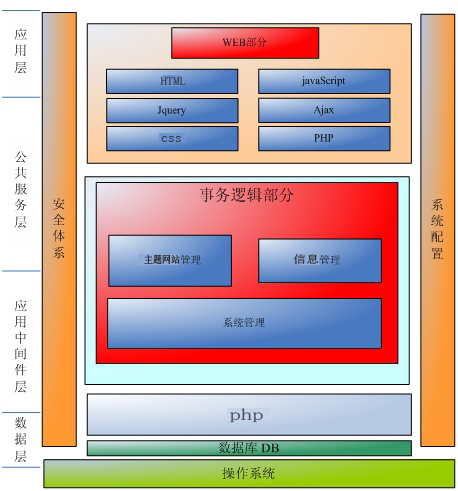 应用层
公共服务层
应用中间件层
数据层
安全体系
WEB部分
HTML
javaScript
Jquery
Ajax
css
PHP
事务逻辑部分
主题网站管理
信息管理
系统管理
php
数据库 DB
系统配置
操作系统